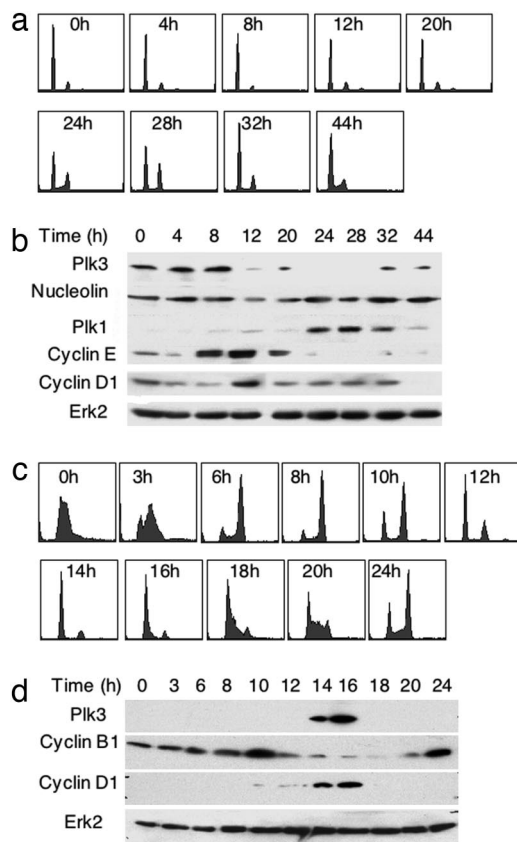 a
0h 4h 8h 12h 20h
24h 28h 32h 44h
b
Time (h) 0 4 8 12 20 24 28 32 44
Plk3
Nucleolin
Plk1
Cyclin E
Cyclin D1
Erk2
c
0h 3h 6h 8h 10h 12h
14h 16h 18h 20h 24h
d
Time (h) 0 3 6 8 10 12 14 16 18 20 24
Plk3
Cyclin B1
Cyclin D1
Erk2